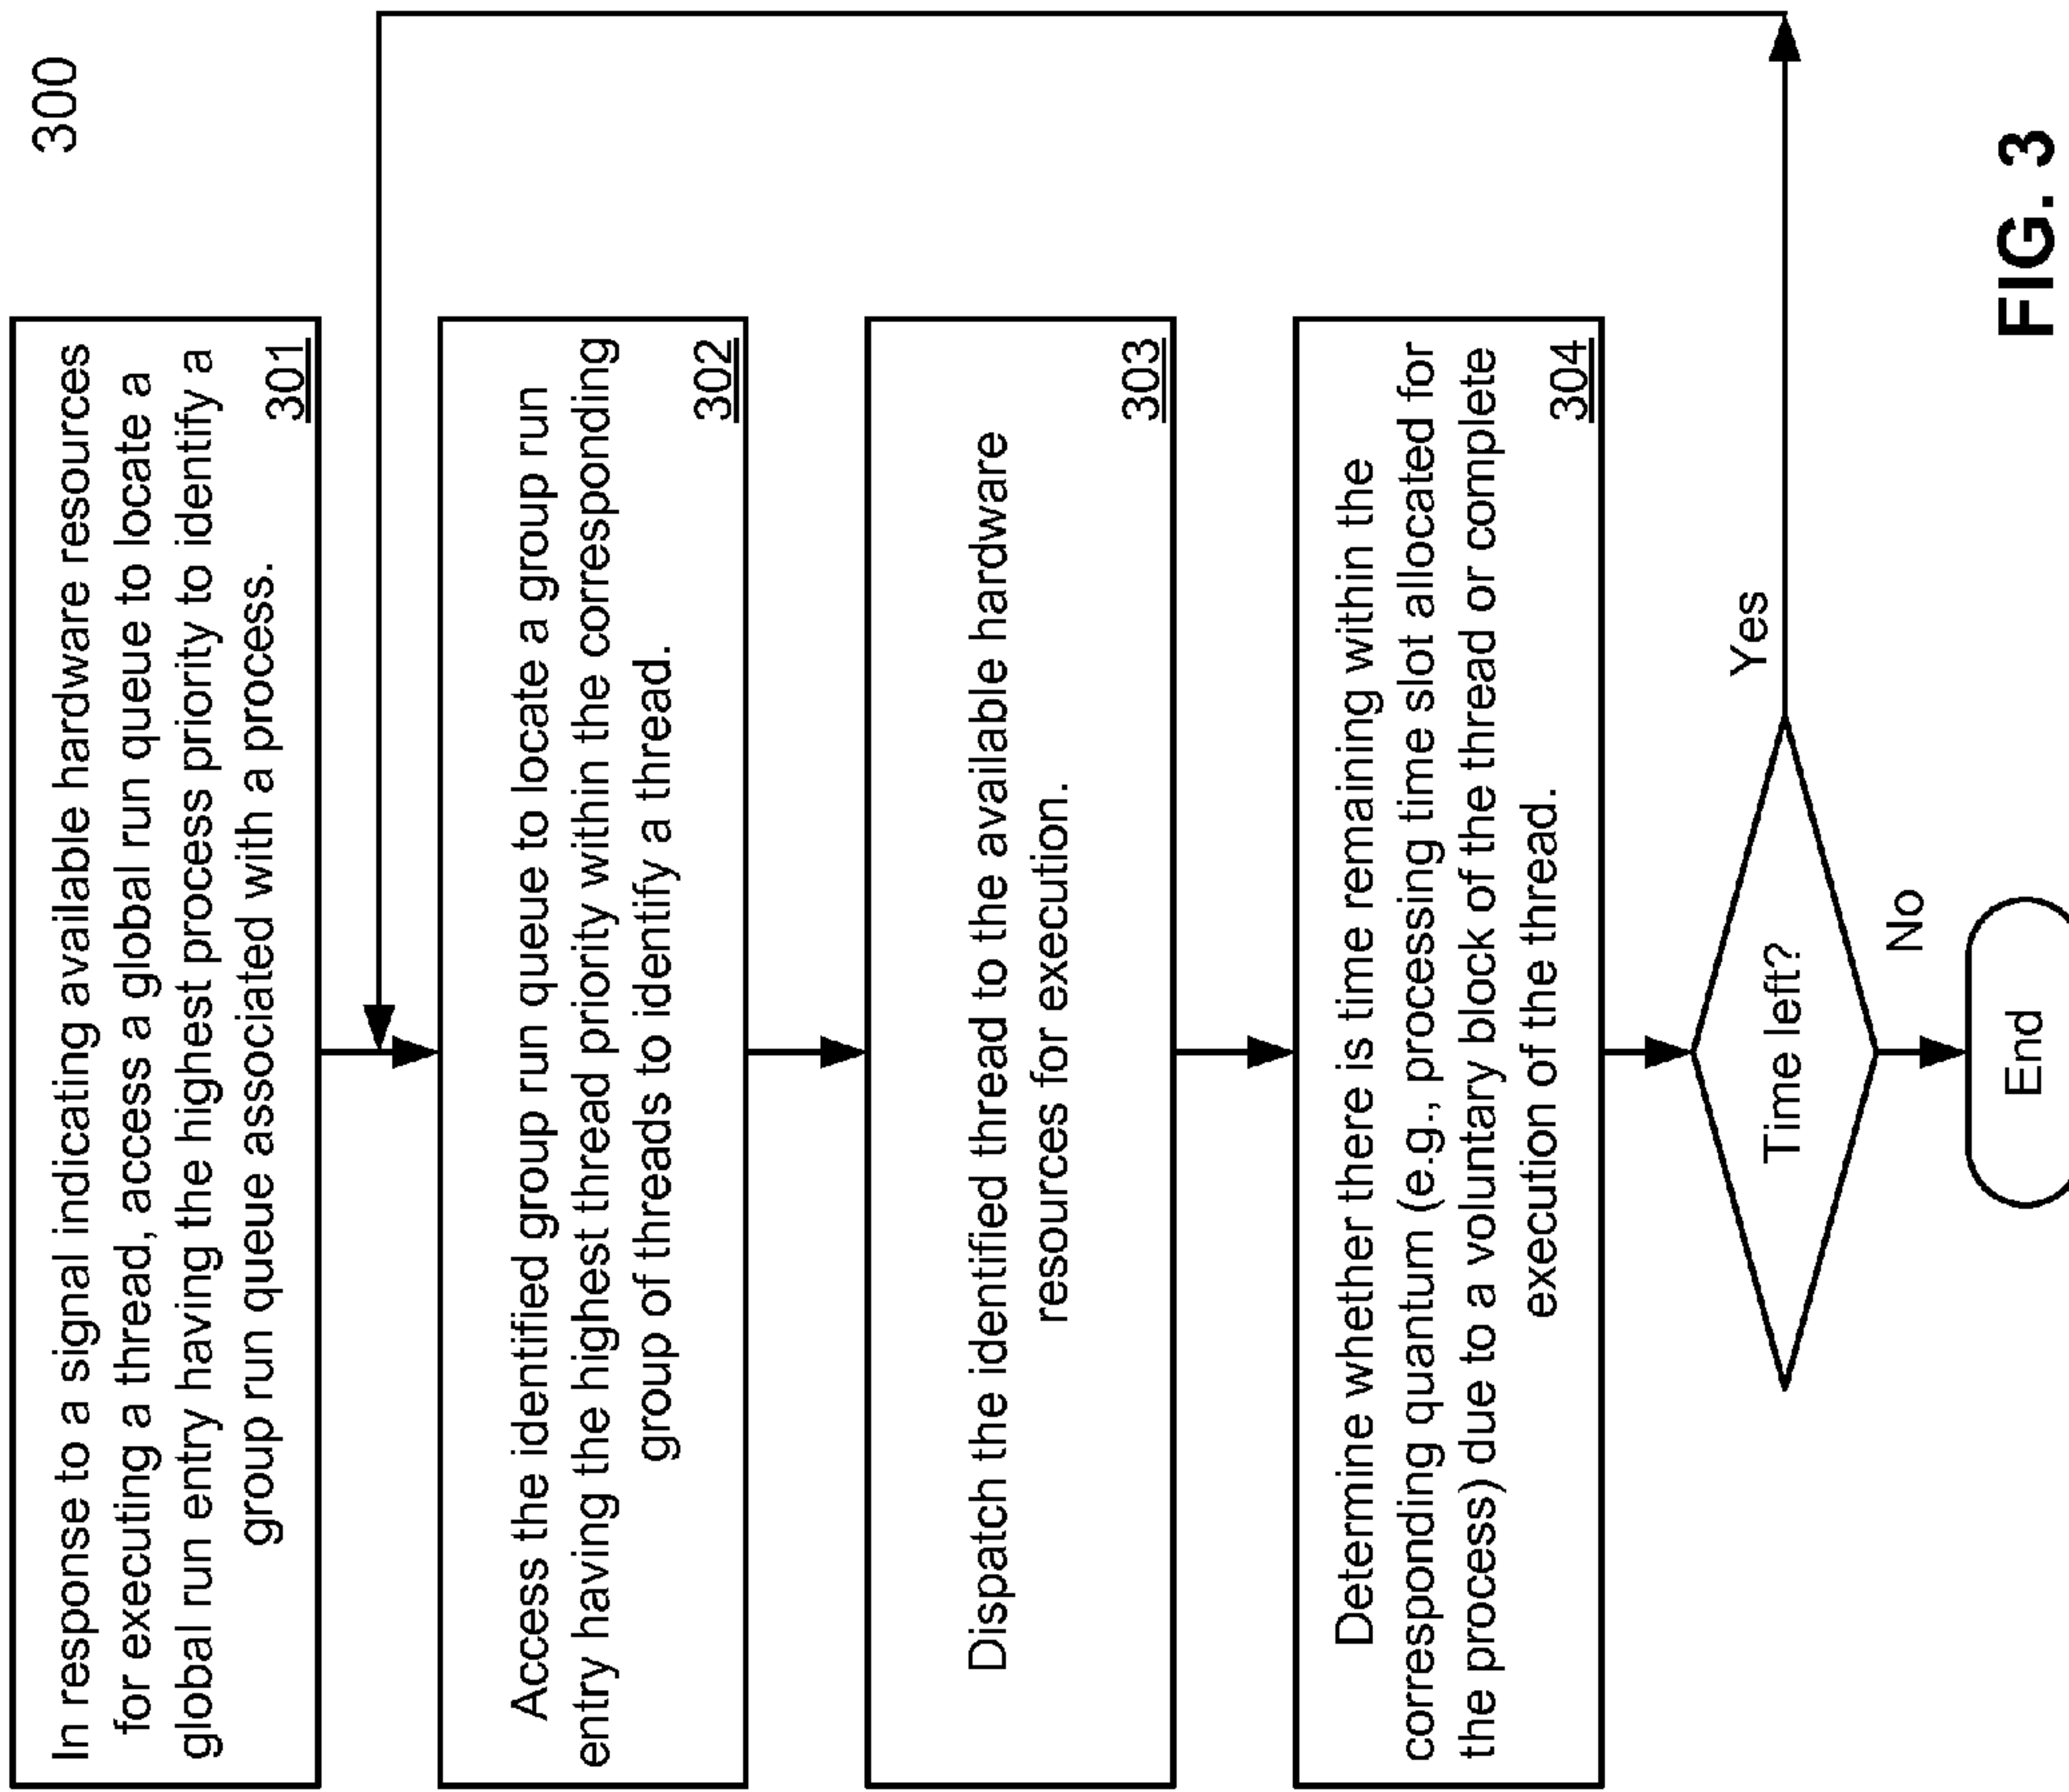 300
In response to a signal indicating available hardware resources
for executing a thread, access a global run queue to locate a
global run entry having the highest process priority to identify a
group run queue associated with a process.
301
Access the identified group run queue to locate a group run
entry having the highest thread priority within the corresponding
group of threads to identify a thread.
302
Dispatch the identified thread to the available hardware
resources for execution.
303
Determine whether there is time remaining within the
corresponding quantum (e.g., processing time slot allocated for
the process) due to a voluntary block of the thread or complete
execution of the thread.
304
Time left?
Yes
No
End
FIG. 3